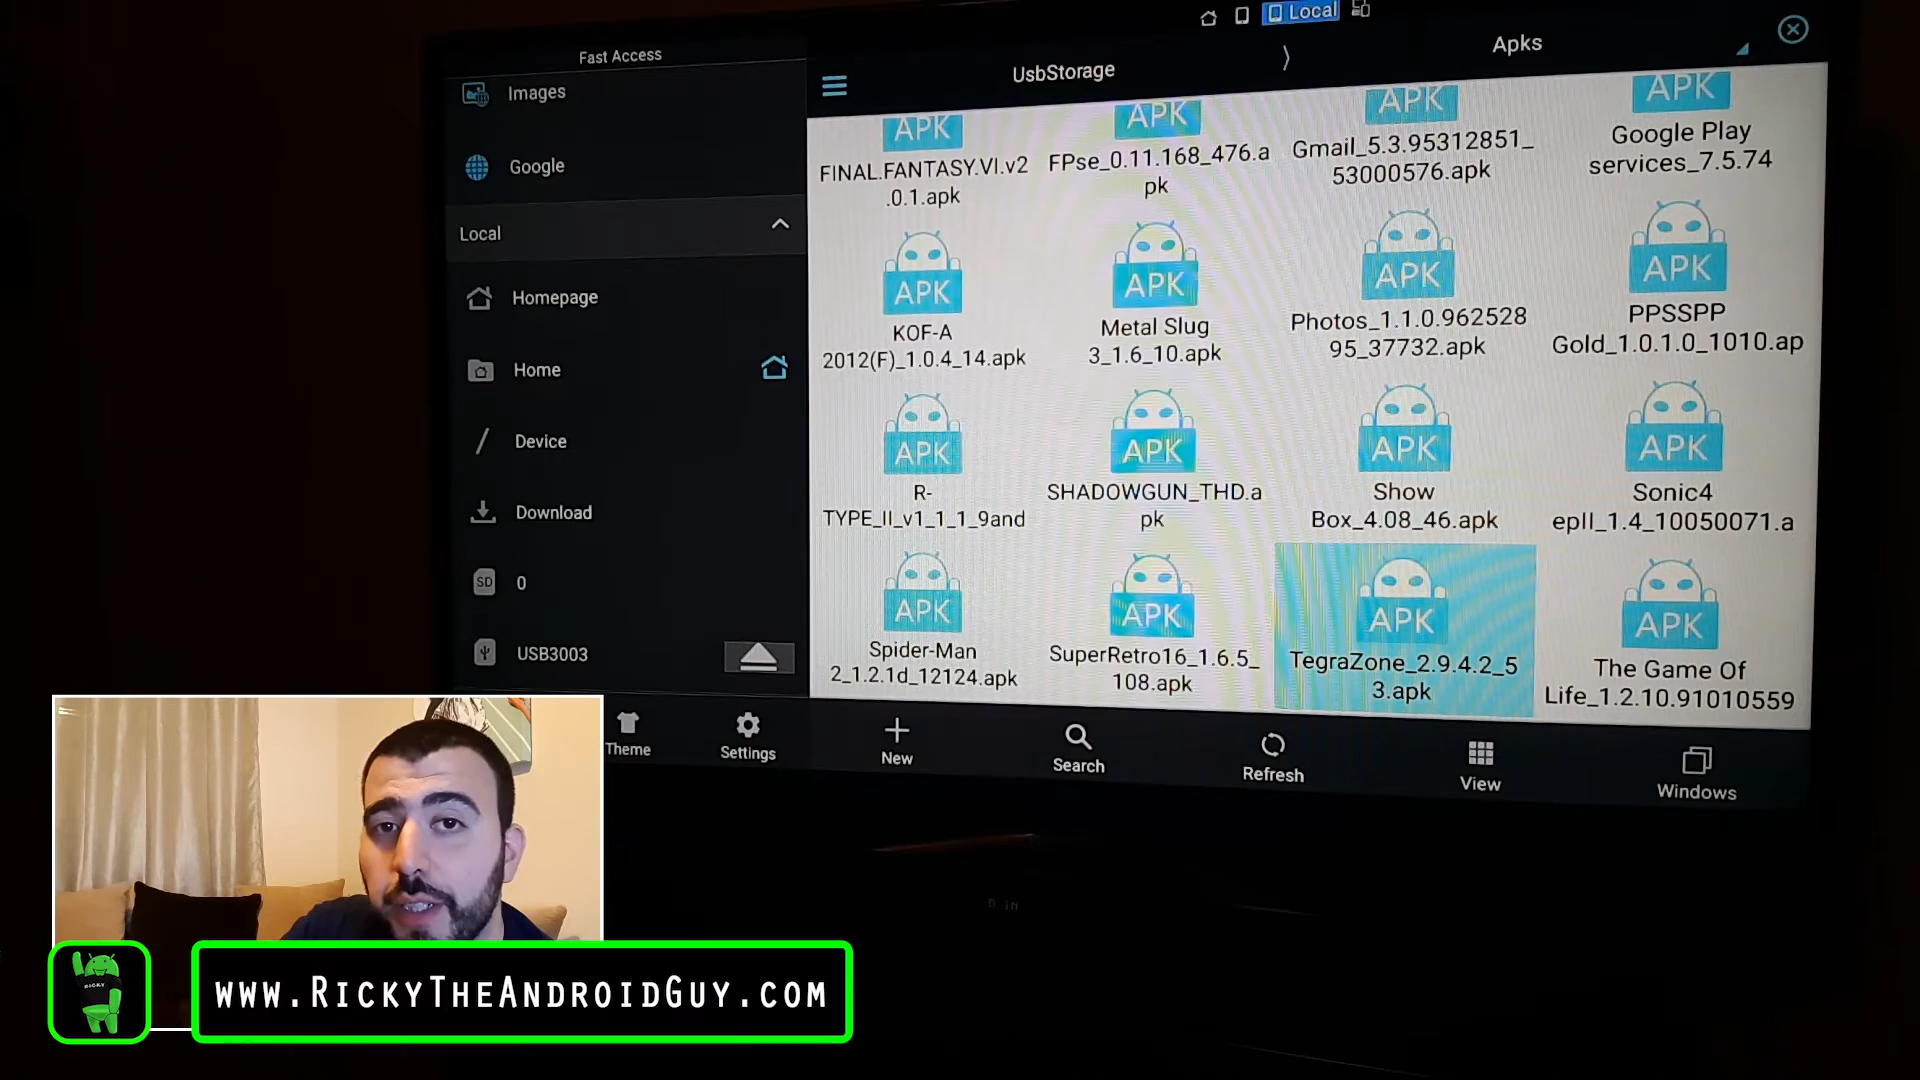 Local
Fast Access
UsbStorage
Apks
Images
Google
Local
Homepage
Home
Device
Download
SD
0
USB3003
Theme
Settings
APK
FINAL.FANTASY.VI.v2
.0.1.apk
APK
FPse_0.11.168_476.a
pk
APK
Gmail_5.3.95312851_
53000576.apk
APK
Google Play
services_7.5.74
APK
KOF-A
2012(F)_1.0.4_14.apk
APK
Metal Slug
3_1.6_10.apk
APK
Photos_1.1.0.962528
95_37732.apk
APK
PPSSPP
Gold_1.0.1.0_1010.ap
APK
R-
TYPE_II_v1_1_1_9and
APK
SHADOWGUN_THD.a
pk
APK
Show
Box_4.08_46.apk
APK
Sonic4
epII_1.4_10050071.a
APK
Spider-Man
2_1.2.1d_12124.apk
APK
SuperRetro16_1.6.5_
108.apk
APK
TegraZone_2.9.4.2_5
3.apk
APK
The Game Of
Life_1.2.10.91010559
New
Search
Refresh
View
Windows
RICKY
www.RickyTheAndroidGuy.com